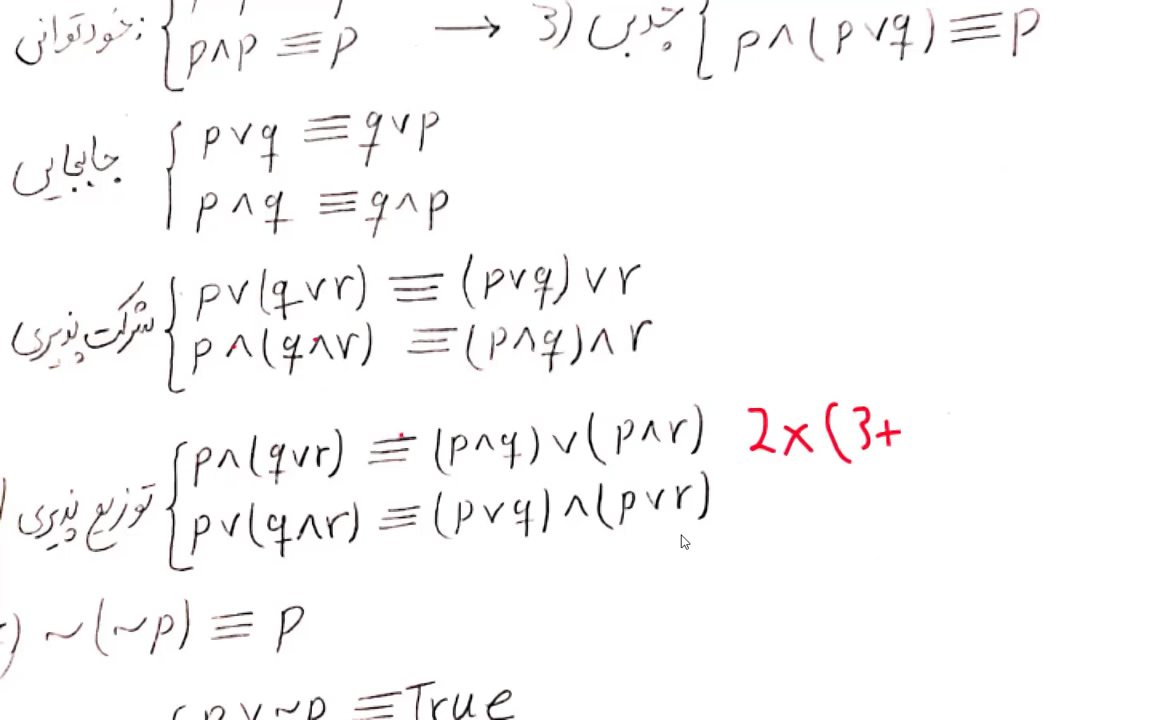 خودتوانی: { p∧p ≡ p → 3) جذبی { p∧(p∨q) ≡ p
جابجایی { p∨q ≡ q∨p
p∧q ≡ q∧p
شرکت پذیری { p∨(q∨r) ≡ (p∨q)∨r
p∧(q∧r) ≡ (p∧q)∧r
توزیع پذیری { p∧(q∨r) ≡ (p∧q)∨(p∧r) 2×(3+
p∨(q∧r) ≡ (p∨q)∧(p∨r)
) ~(~p) ≡ p
{ p∨~p ≡ True